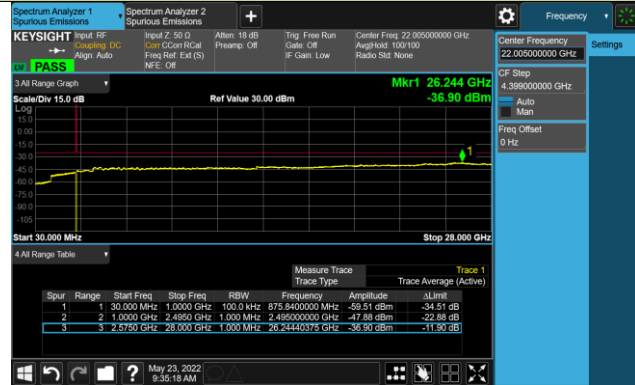 Spectrum Analyzer 1
Spurious Emissions
Spectrum Analyzer 2
Spurious Emissions
Frequency
KEYSIGHT
Input: RF
Coupling: DC
Align: Auto
Input Z: 50 Ω
Corr CCorr RCal
Freq Ref: Ext (S)
NFE: Off
Atten: 18 dB
Preamp: Off
Trig: Free Run
Gate: Off
IF Gain: Low
Center Freq: 22.005000000 GHz
Avg|Hold: 100/100
Radio Std: None
PASS
Center Frequency
22.005000000 GHz
Settings
CF Step
4.399000000 GHz
Auto
Man
Freq Offset
0 Hz
3 All Range Graph
Mkr1 26.244 GHz
Scale/Div 15.0 dB
Ref Value 30.00 dBm
-36.90 dBm
Log
15.0
0.00
-15.0
-30.0
-45.0
-60.0
-75.0
-90.0
-105
1
Start 30.000 MHz
Stop 28.000 GHz
4 All Range Table
Measure Trace Trace 1
Trace Type Trace Average (Active)
Spur Range Start Freq Stop Freq RBW Frequency Amplitude ΔLimit
1 1 30.000 MHz 1.0000 GHz 100.0 kHz 875.8400000 MHz -59.51 dBm -34.51 dB
2 2 1.0000 GHz 2.4950 GHz 1.000 MHz 2.495000000 GHz -47.88 dBm -22.88 dB
3 3 2.5750 GHz 28.000 GHz 1.000 MHz 26.24440375 GHz -36.90 dBm -11.90 dB
May 23, 2022
9:35:18 AM